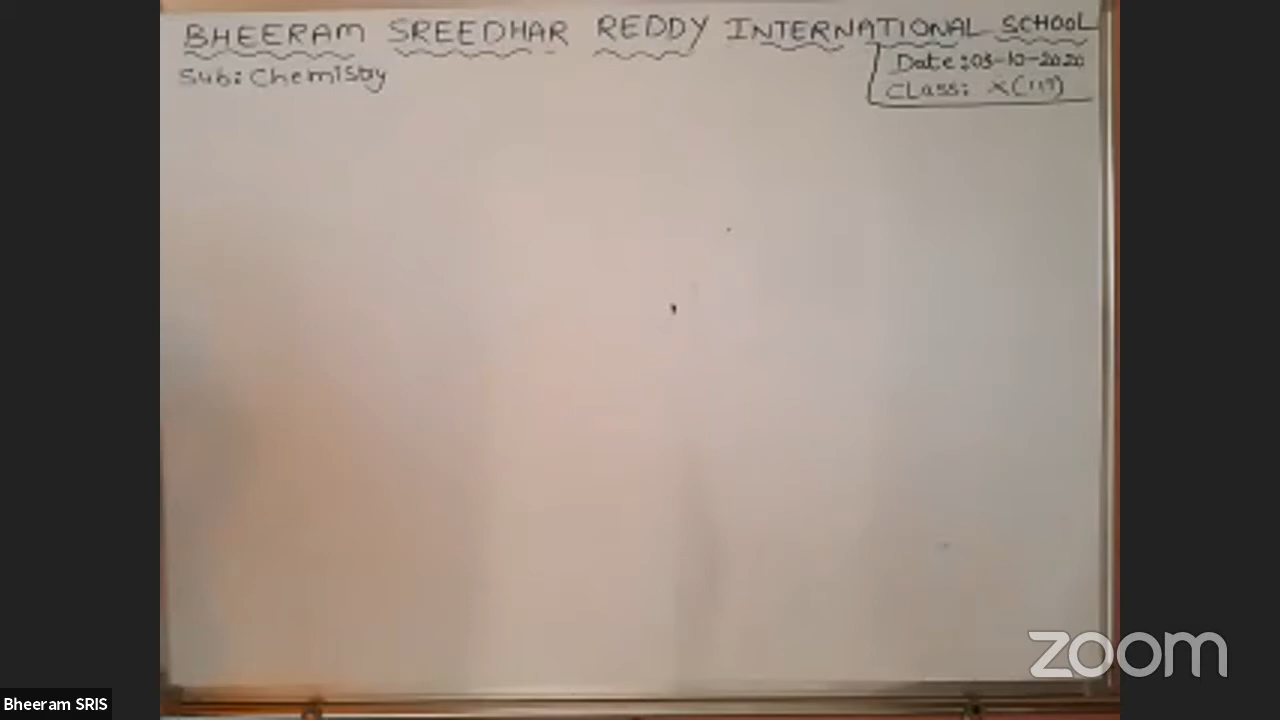 BHEERAM SREEDHAR REDDY INTERNATIONAL SCHOOL
Sub: Chemistry
Date: 03-10-2020
CLass: X
zoom
Bheeram SRIS